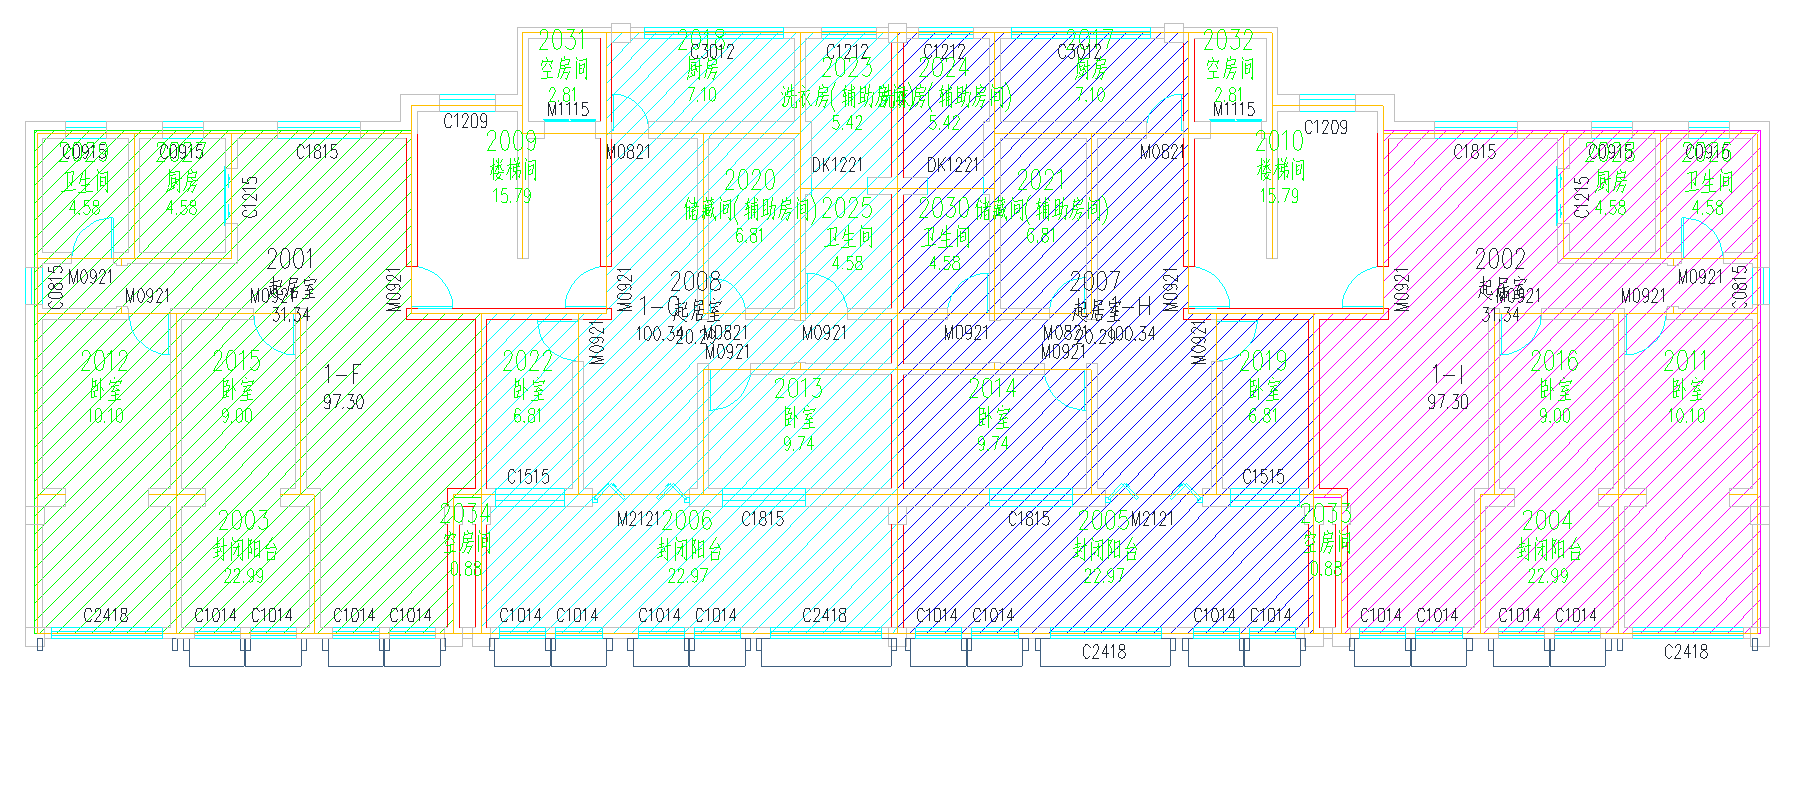 2031
空房间
2.81
M1115
2018
C3012
厨房
7.10
C1212
2023
洗衣房(辅助房间)
5.42
C1212
2024
(辅助房间)
5.42
2017
C3012
厨房
7.10
2032
空房间
2.81
M1115
C1209
2009
楼梯间
15.79
M0821
DK1221
DK1221
M0821
2010
楼梯间
15.79
C1209
C0915
卫生间
4.58
C0915
厨房
4.58
C1815
C1215
2020
储藏间(辅助房间)
6.81
2025
卫生间
4.58
2030
卫生间
4.58
2021
储藏间(辅助房间)
6.81
C1815
C1215
C0915
厨房
4.58
C0915
卫生间
4.58
C0815
M0921
M0921
2001
起居室
M0921
31.34
M0921
M0921
2008
起居室
1-G
100.34
20.29
M0821
M0921
M0921
M0921
2007
起居室
1-H
100.34
20.29
M0821
M0921
M0921
M0921
2002
起居室
M0921
31.34
M0921
M0921
C0815
2012
卧室
10.10
2015
卧室
9.00
1-F
97.30
2022
卧室
6.81
M0921
2013
卧室
9.74
2014
卧室
9.74
M0921
2019
卧室
6.81
1-I
97.30
2016
卧室
9.00
2011
卧室
10.10
C1515
C1515
2003
封闭阳台
22.99
2034
空房间
0.88
M2121
2006
封闭阳台
22.97
C1815
C1815
2005
封闭阳台
22.97
M2121
2033
空房间
0.88
2004
封闭阳台
22.99
C2418
C1014
C1014
C1014
C1014
C1014
C1014
C1014
C1014
C2418
C1014
C1014
C2418
C1014
C1014
C1014
C1014
C1014
C1014
C2418